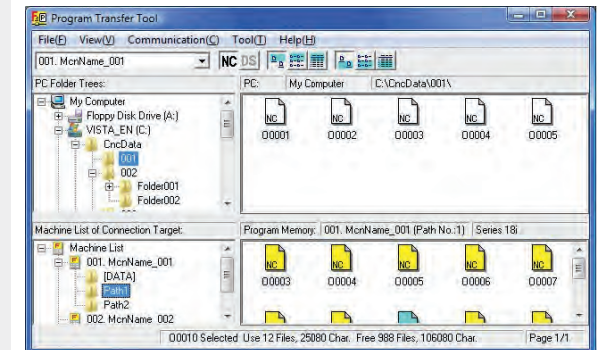 Program Transfer Tool
File(F) View(V) Communication(C) Tool(T) Help(H)
001. McnName_001 NC DS
PC Folder Trees: PC: My Computer C:\CncData\001\
My Computer
Floppy Disk Drive (A:)
VISTA_EN (C:)
CncData
001
002
Folder001
Folder002
NC NC NC NC NC
O0001 O0002 O0003 O0004 O0005
Machine List of Connection Target: Program Memory: 001. McnName_001 (Path No.:1) Series 18i
Machine List
001. McnName_001
[DATA]
Path1
Path2
002. McnName_002
NC NC NC NC NC
O0003 O0004 O0005 O0006 O0007
O0010 Selected Use 12 Files, 25080 Char. Free 988 Files, 106080 Char. Page 1/1